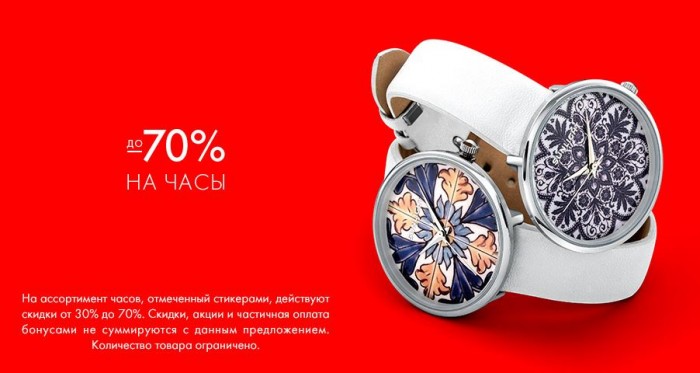 до 70%
НА ЧАСЫ
На ассортимент часов, отмеченный стикерами, действуют
скидки от 30% до 70%. Скидки, акции и частичная оплата
бонусами не суммируются с данным предложением.
Количество товара ограничено.